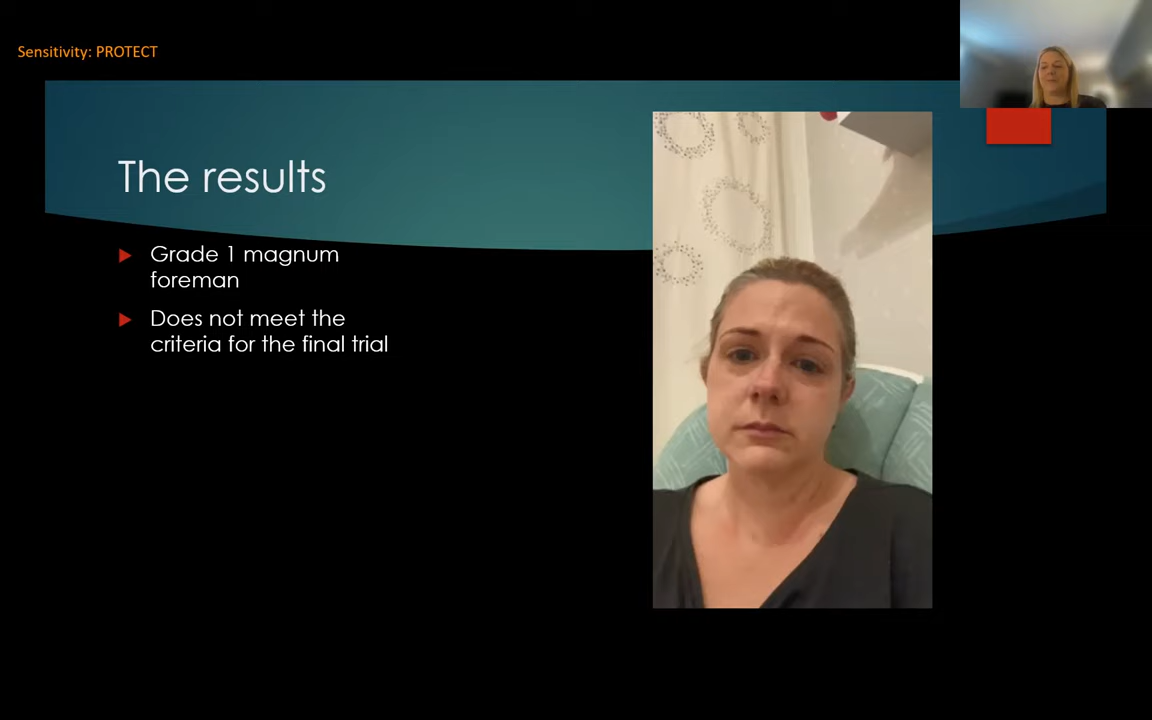 Sensitivity: PROTECT
The results
Grade 1 magnum
foreman
Does not meet the
criteria for the final trial